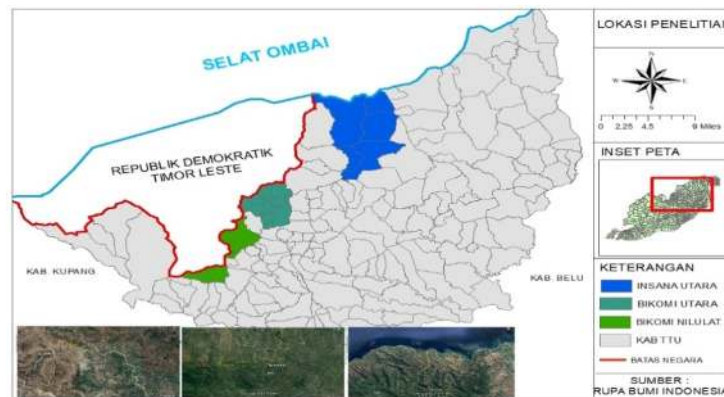 SELAT OMBAI
REPUBLIK DEMOKRATIK
TIMOR LESTE
KAB. KUPANG
KAB. BELU
LOKASI PENELITIAN
N
W
E
S
0 2.25 4.5 9 Miles
INSET PETA
KETERANGAN
INSANA UTARA
BIKOMI UTARA
BIKOMI NILULAT
KAB TTU
BATAS NEGARA
SUMBER :
RUPA BUMI INDONESIA